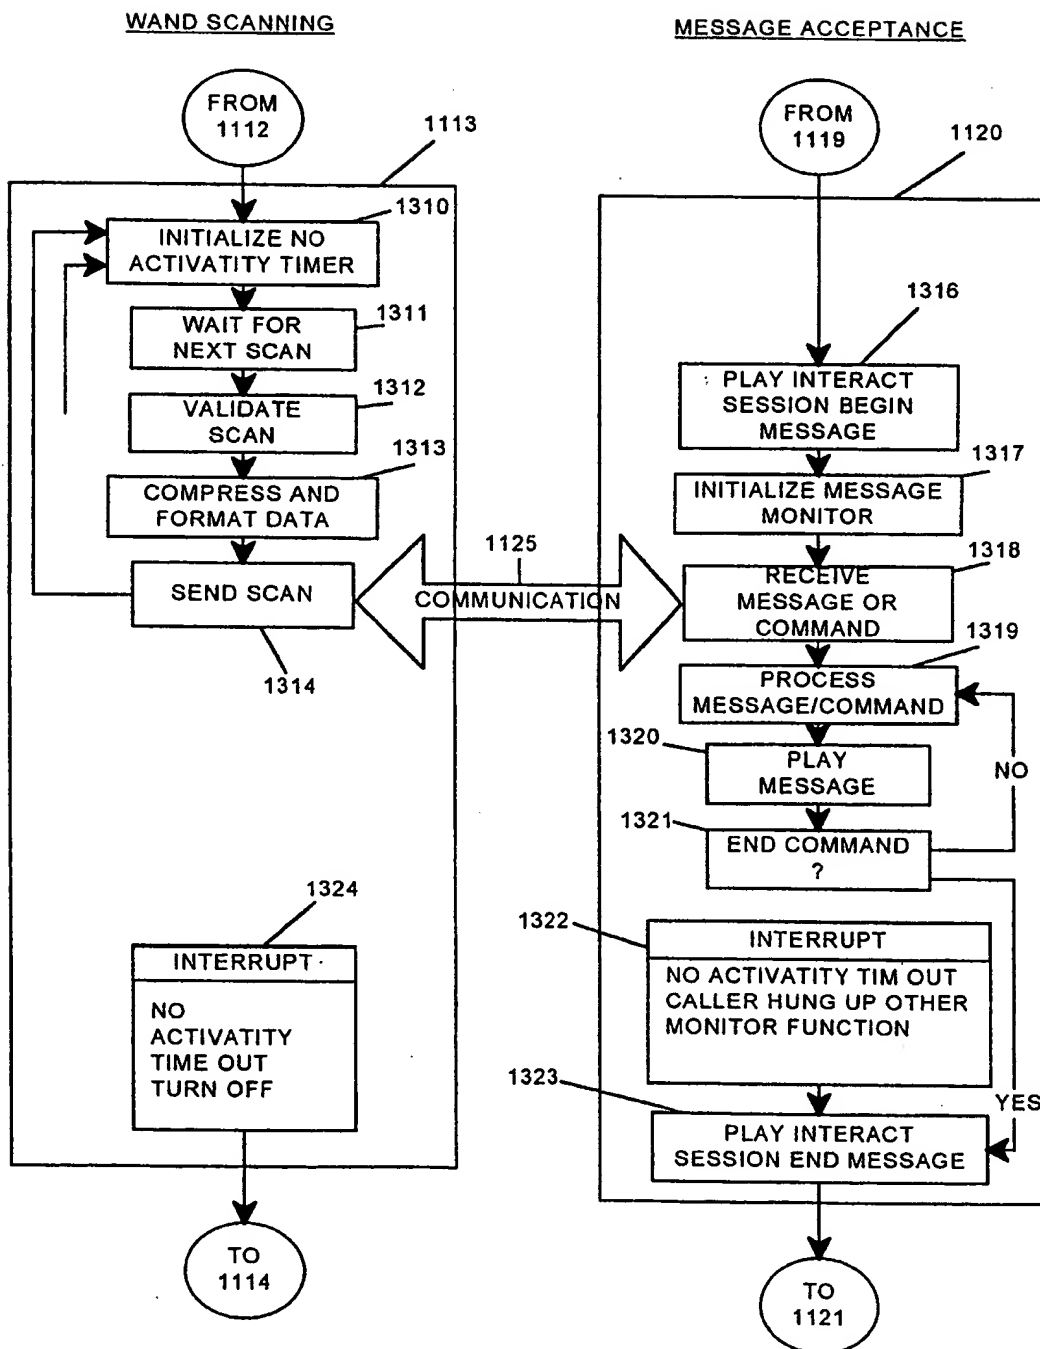 WAND SCANNING
FROM
1112
1113
1310
INITIALIZE NO
ACTIVATITY TIMER
1311
WAIT FOR
NEXT SCAN
1312
VALIDATE
SCAN
1313
COMPRESS AND
FORMAT DATA
SEND SCAN
1314
1125
COMMUNICATION
1324
INTERRUPT
NO
ACTIVATITY
TIME OUT
TURN OFF
TO
1114
MESSAGE ACCEPTANCE
FROM
1119
1120
1316
PLAY INTERACT
SESSION BEGIN
MESSAGE
1317
INITIALIZE MESSAGE
MONITOR
1318
RECEIVE
MESSAGE OR
COMMAND
1319
PROCESS
MESSAGE/COMMAND
1320
PLAY
MESSAGE
NO
1321
END COMMAND
?
1322
INTERRUPT
NO ACTIVATITY TIM OUT
CALLER HUNG UP OTHER
MONITOR FUNCTION
1323
YES
PLAY INTERACT
SESSION END MESSAGE
TO
1121